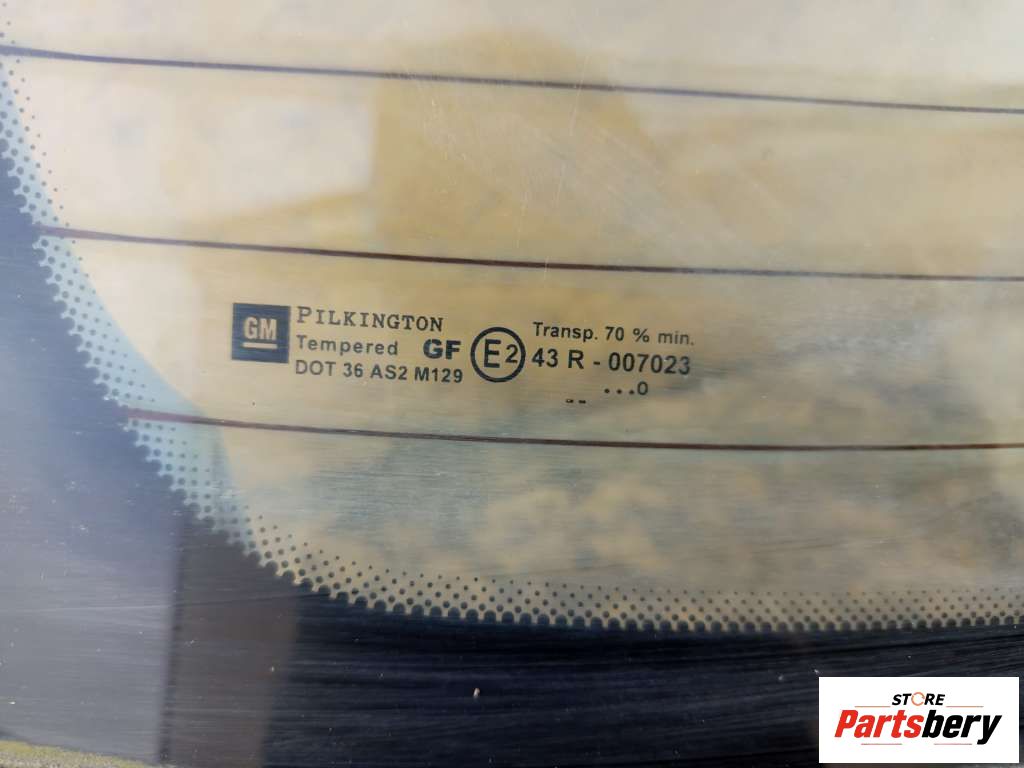 GM
PILKINGTON
Tempered GF
DOT 36 AS2 M129
E2
Transp. 70 % min.
43 R - 007023
...0
STORE
Partsbery